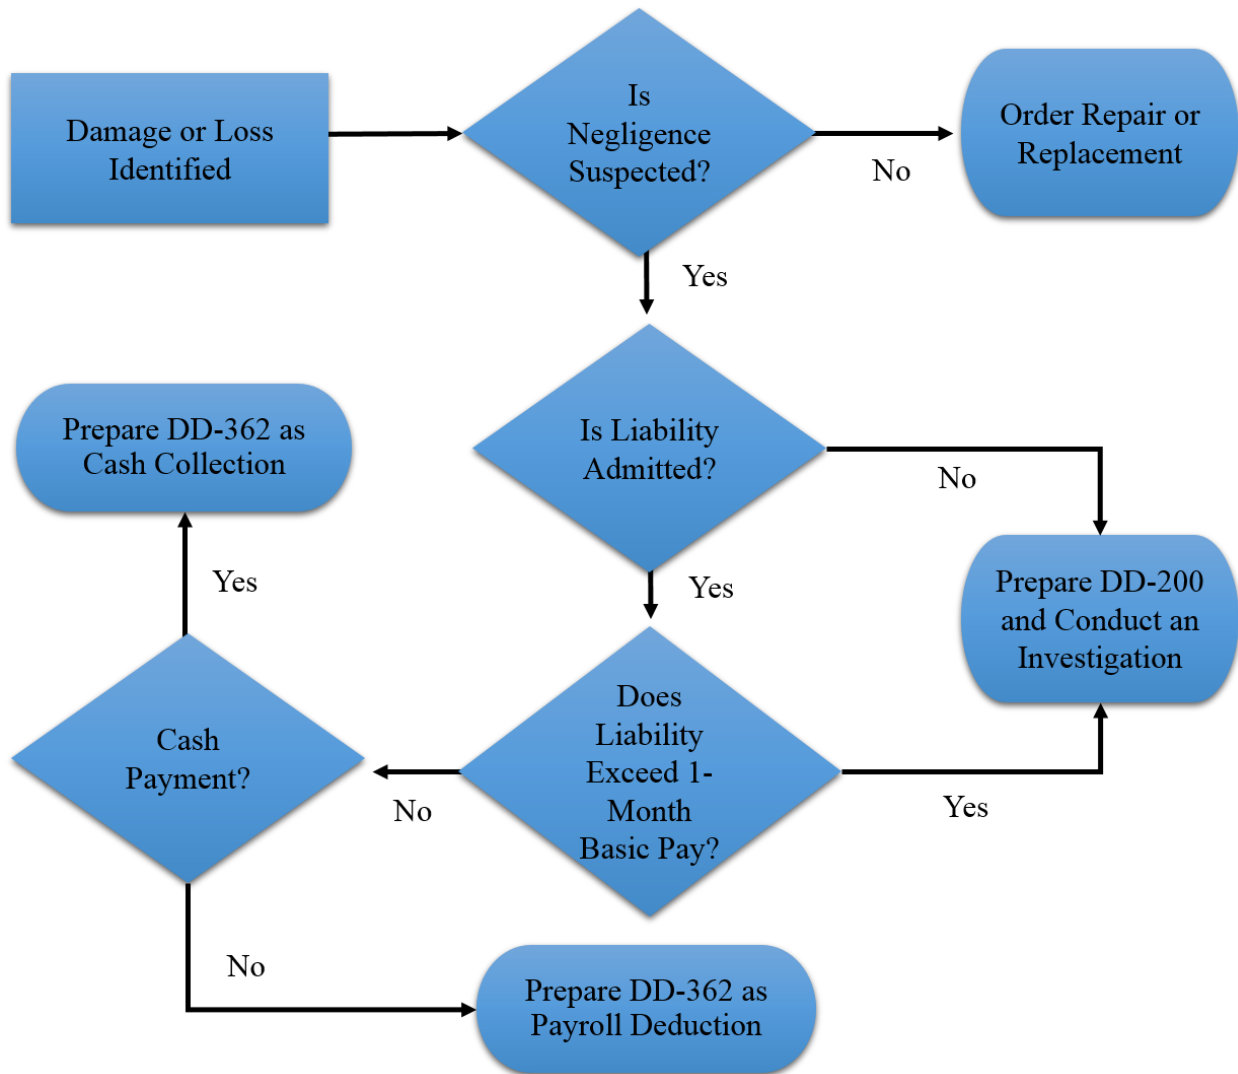 Damage or Loss
Identified
Is
Negligence
Suspected?
No
Order Repair or
Replacement
Yes
Is Liability
Admitted?
No
Prepare DD-200
and Conduct an
Investigation
Yes
Does
Liability
Exceed 1-
Month
Basic Pay?
Yes
No
Cash
Payment?
Yes
Prepare DD-362 as
Cash Collection
No
Prepare DD-362 as
Payroll Deduction